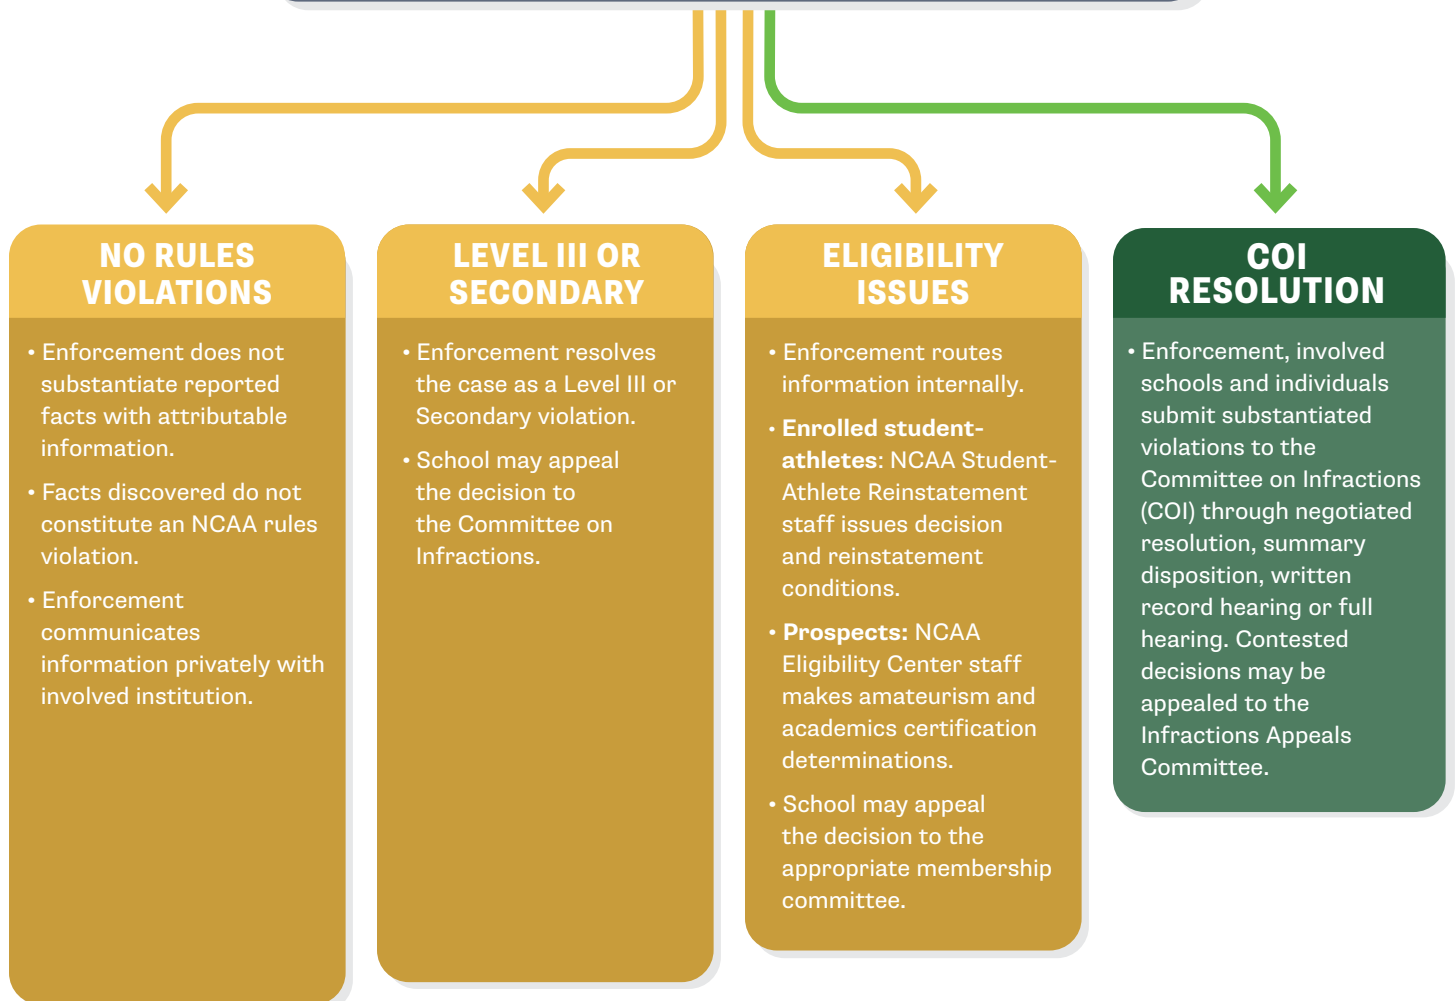 NO RULES
VIOLATIONS
• Enforcement does not
substantiate reported
facts with attributable
information.
• Facts discovered do not
constitute an NCAA rules
violation.
• Enforcement
communicates
information privately with
involved institution.
LEVEL III OR
SECONDARY
• Enforcement resolves
the case as a Level III or
Secondary violation.
• School may appeal
the decision to
the Committee on
Infractions.
ELIGIBILITY
ISSUES
• Enforcement routes
information internally.
• Enrolled student-
athletes: NCAA Student-
Athlete Reinstatement
staff issues decision
and reinstatement
conditions.
• Prospects: NCAA
Eligibility Center staff
makes amateurism and
academics certification
determinations.
• School may appeal
the decision to the
appropriate membership
committee.
COI
RESOLUTION
• Enforcement, involved
schools and individuals
submit substantiated
violations to the
Committee on Infractions
(COI) through negotiated
resolution, summary
disposition, written
record hearing or full
hearing. Contested
decisions may be
appealed to the
Infractions Appeals
Committee.